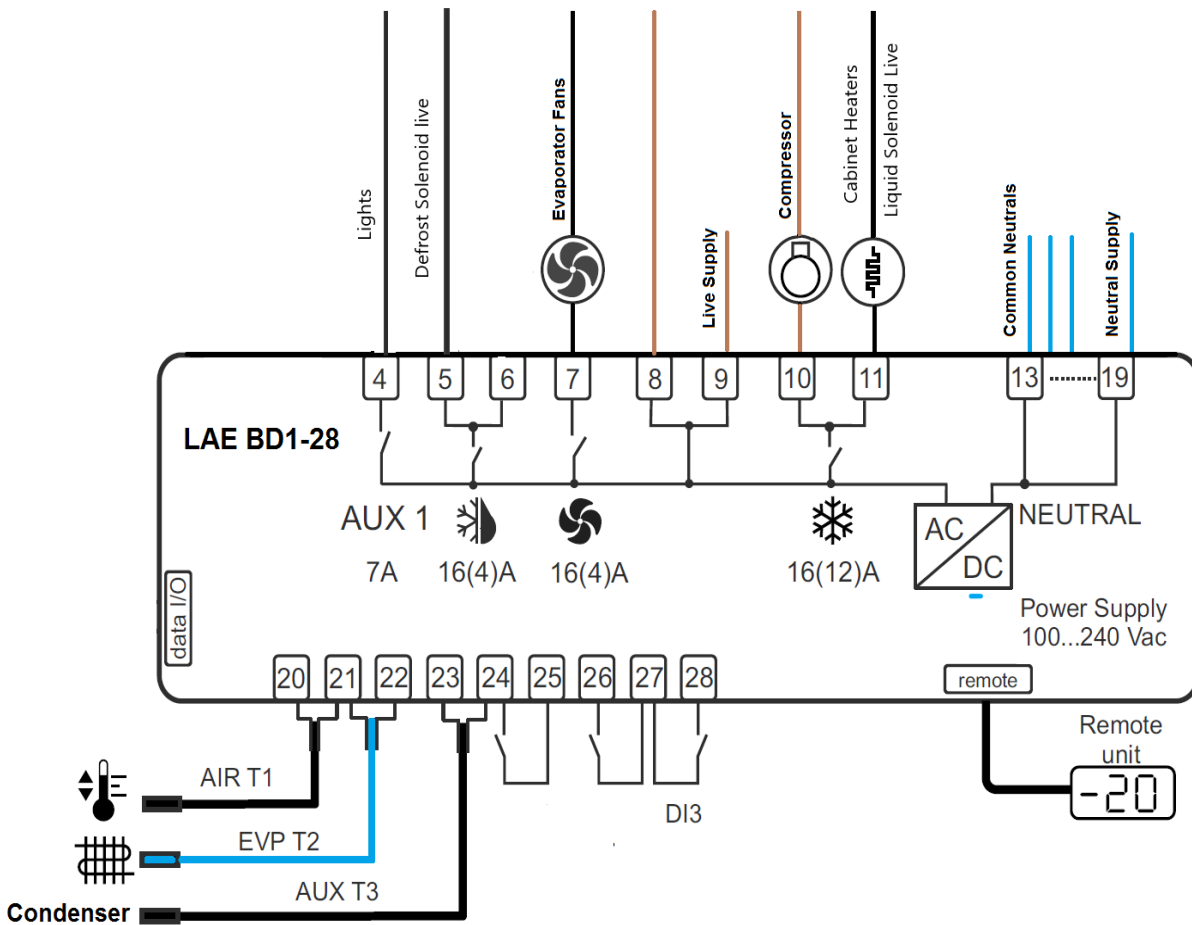 Lights
Defrost Solenoid live
Evaporator Fans
Live Supply
Compressor
Cabinet Heaters
Liquid Solenoid Live
Common Neutrals
Neutral Supply
4 5 6 7 8 9 10 11 13 19
LAE BD1-28
AUX 1
7A 16(4)A 16(4)A 16(12)A
AC
DC
NEUTRAL
Power Supply
100...240 Vac
data I/O
20 21 22 23 24 25 26 27 28
remote
Remote
unit
-20
AIR T1
DI3
EVP T2
AUX T3
Condenser